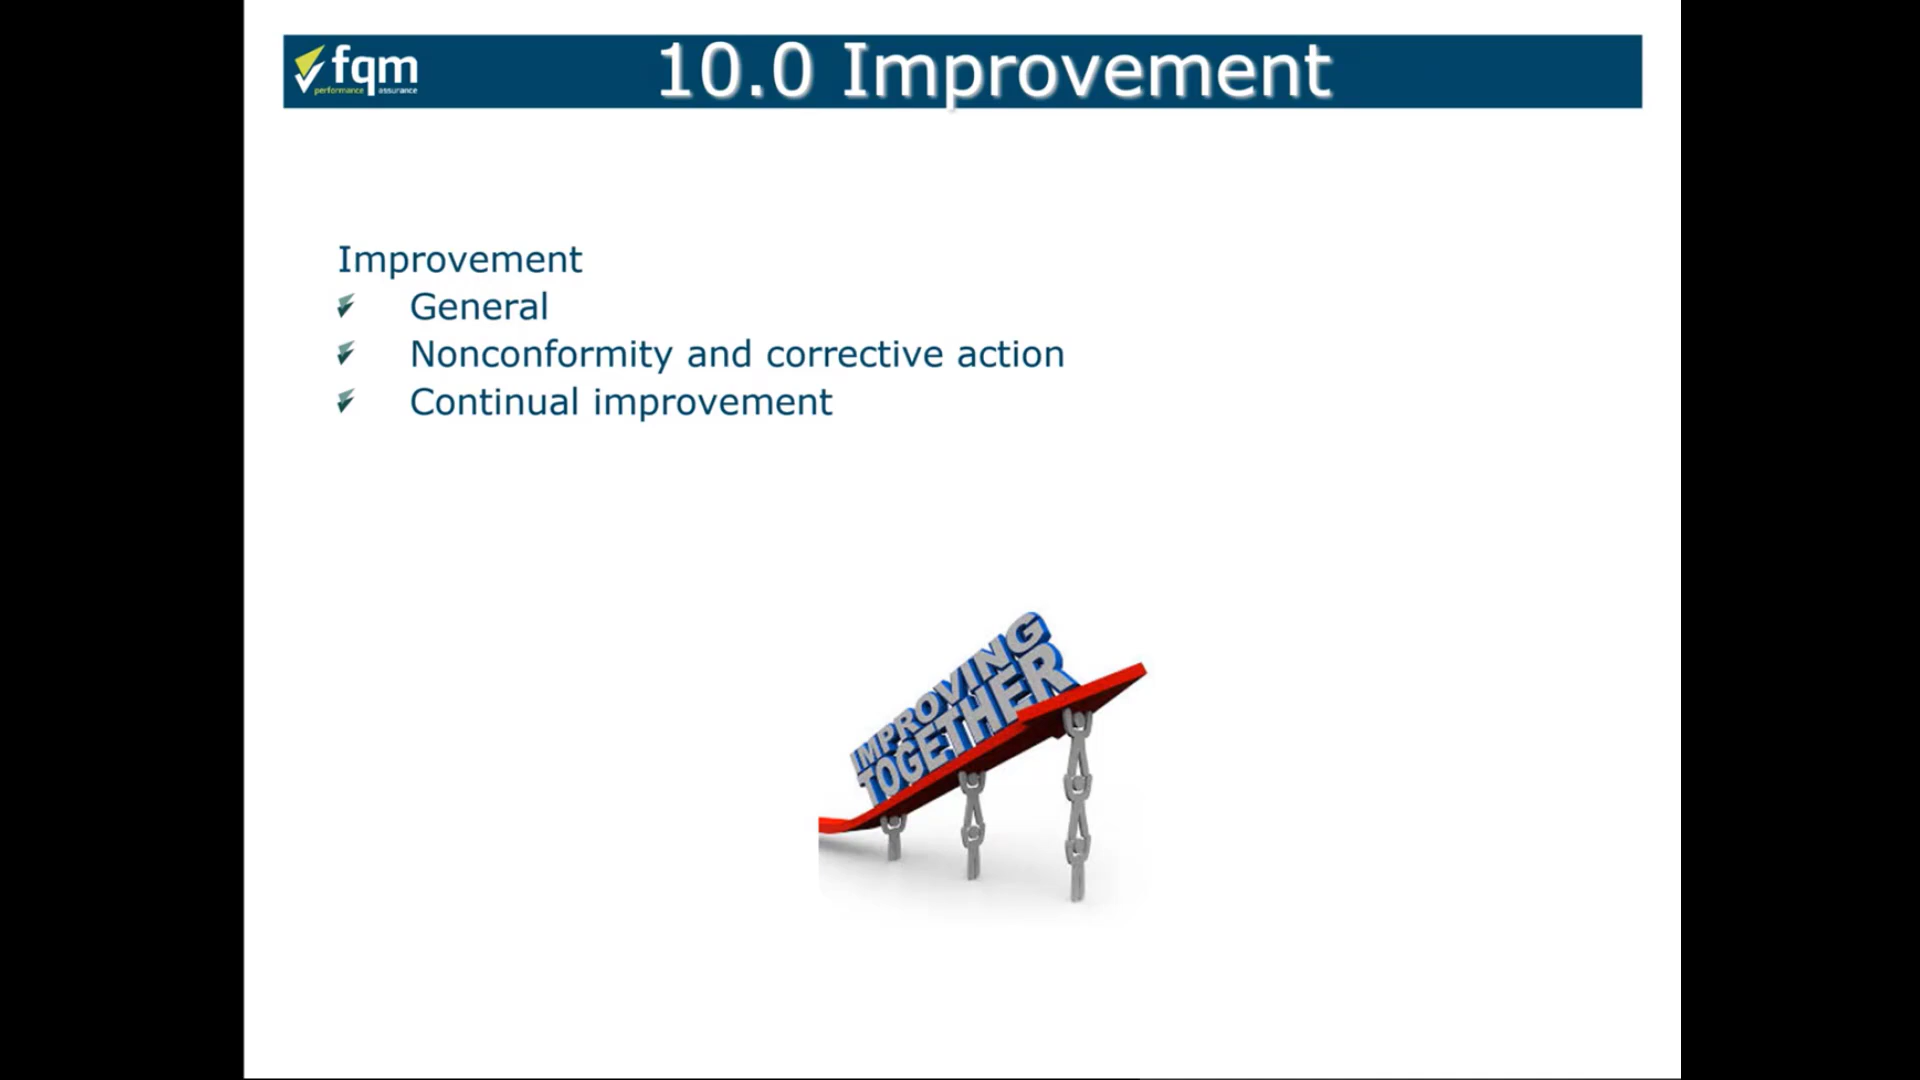 fqm
performance assurance
10.0 Improvement
Improvement
General
Nonconformity and corrective action
Continual improvement
IMPROVING
TOGETHER